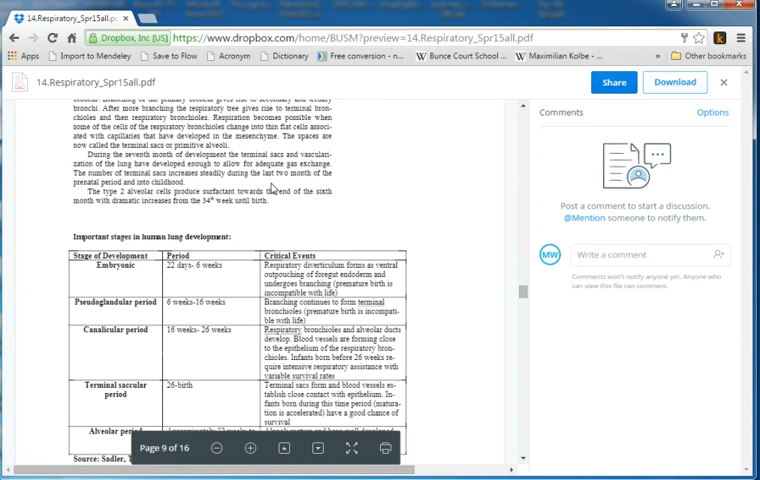 14.Respiratory_Spr15all.p
Dropbox, Inc [US] https://www.dropbox.com/home/BUSM?preview=14.Respiratory_Spr15all.pdf
Apps Import to Mendeley Save to Flow Acronym Dictionary Free conversion - n Bunce Court School Maximilian Kolbe - » Other bookmarks
14.Respiratory_Spr15all.pdf
Share Download
Comments Options
bronchi. Branching of the primary bronchi gives rise to secondary and tertiary
bronchi. After more branching the respiratory tree gives rise to terminal bron-
chioles and then respiratory bronchioles. Respiration becomes possible when
some of the cells of the respiratory bronchioles change into thin flat cells associ-
ated with capillaries that have developed in the mesenchyme. The spaces are
now called the terminal sacs or primitive alveoli.
During the seventh month of development the terminal sacs and vasculari-
zation of the lung have developed enough to allow for adequate gas exchange.
The number of terminal sacs increases steadily during the last two month of the
prenatal period and into childhood.
The type 2 alveolar cells produce surfactant towards the end of the sixth
month with dramatic increases from the 34th week until birth.
Important stages in human lung development:
Stage of Development Period Critical Events
Embryonic 22 days- 6 weeks Respiratory diverticulum forms as ventral
outpouching of foregut endoderm and
undergoes branching (premature birth is
incompatible with life)
Pseudoglandular period 6 weeks-16 weeks Branching continues to form terminal
bronchioles (premature birth is incompati-
ble with life)
Canalicular period 16 weeks- 26 weeks Respiratory bronchioles and alveolar ducts
develop. Blood vessels are forming close
to the epithelium of the respiratory bron-
chioles. Infants born before 26 weeks re-
quire intensive respiratory assistance with
variable survival rates
Terminal saccular 26-birth Terminal sacs form and blood vessels es-
period tablish close contact with epithelium. In-
fants born during this time period (matura-
tion is accelerated) have a good chance of
survival
Alveolar peri
Source: Sadler, T
Page 9 of 16
Post a comment to start a discussion.
@Mention someone to notify them.
MW Write a comment
Comments won't notify anyone yet. Anyone who
can view this file can comment.